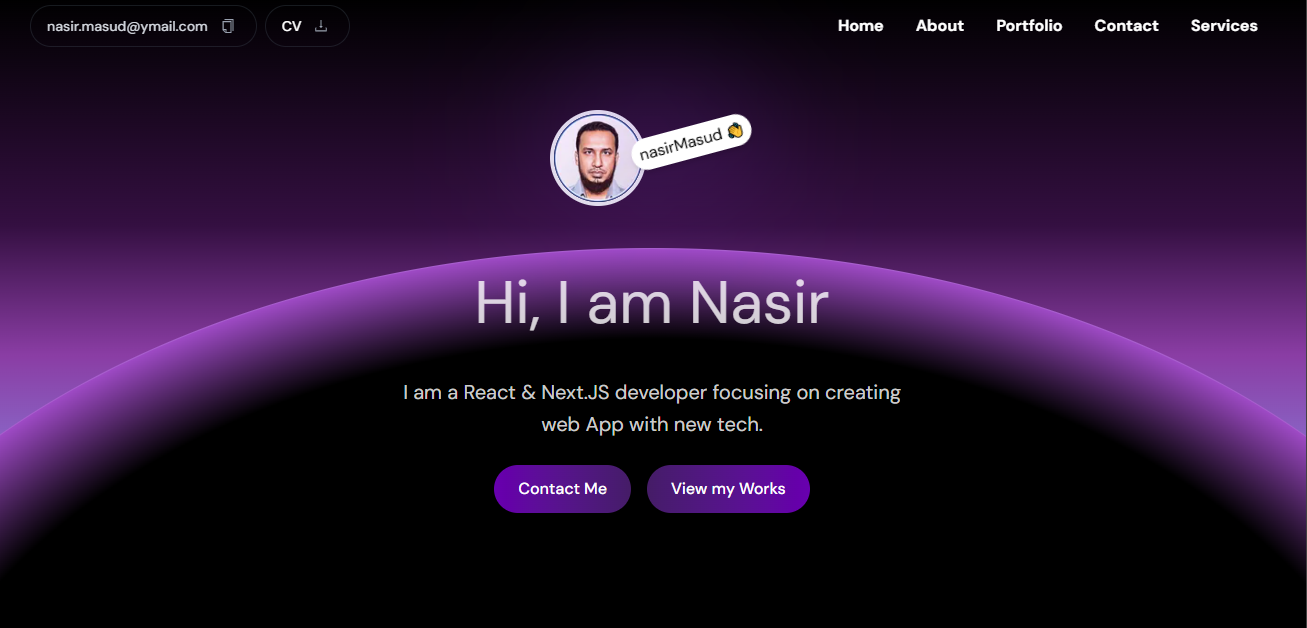 nasir.masud@ymail.com
CV
Home About Portfolio Contact Services
nasirMasud 👏
Hi, I am Nasir
I am a React & Next.JS developer focusing on creating
web App with new tech.
Contact Me
View my Works